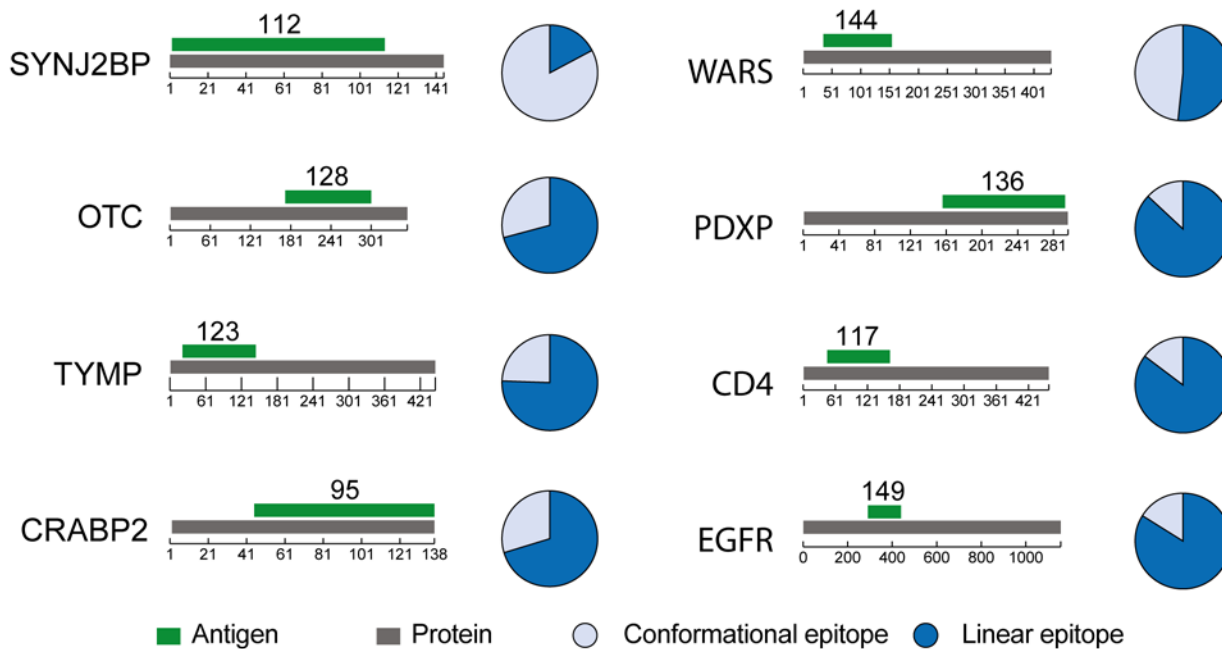 112
SYNJ2BP
1 21 41 61 81 101 121 141
144
WARS
1 51 101 151 201 251 301 351 401
128
OTC
1 61 121 181 241 301
136
PDXP
1 41 81 121 161 201 241 281
123
TYMP
1 61 121 181 241 301 361 421
117
CD4
1 61 121 181 241 301 361 421
95
CRABP2
1 21 41 61 81 101 121 138
149
EGFR
0 200 400 600 800 1000
Antigen Protein Conformational epitope Linear epitope